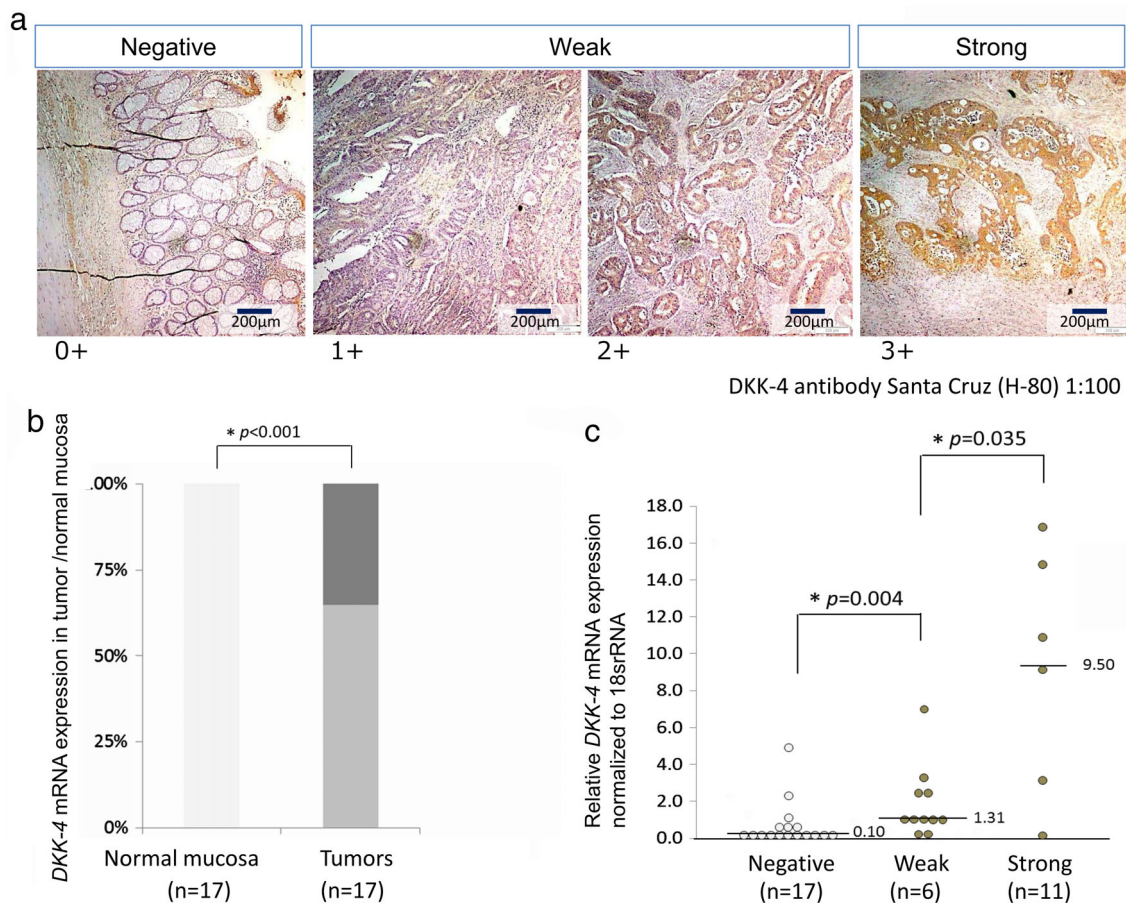 a
Negative
Weak
Strong
200µm
200µm
200µm
200µm
0+
1+
2+
3+
DKK-4 antibody Santa Cruz (H-80) 1:100
b
DKK-4 mRNA expression in tumor /normal mucosa
* p<0.001
.00%
75%
50%
25%
0%
Normal mucosa
(n=17)
Tumors
(n=17)
c
Relative DKK-4 mRNA expression
normalized to 18srRNA
* p=0.035
* p=0.004
18.0
16.0
14.0
12.0
10.0
8.0
6.0
4.0
2.0
0.0
0.10
1.31
9.50
Negative
(n=17)
Weak
(n=6)
Strong
(n=11)